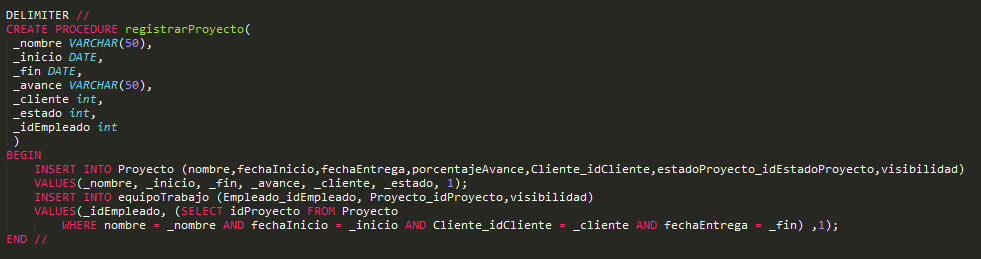 DELIMITER //
CREATE PROCEDURE registrarProyecto(
_nombre VARCHAR(50),
_inicio DATE,
_fin DATE,
_avance VARCHAR(50),
_cliente int,
_estado int,
_idEmpleado int
)
BEGIN
INSERT INTO Proyecto (nombre,fechaInicio,fechaEntrega,porcentajeAvance,Cliente_idCliente,estadoProyecto_idEstadoProyecto,visibilidad)
VALUES(_nombre, _inicio, _fin, _avance, _cliente, _estado, 1);
INSERT INTO equipoTrabajo (Empleado_idEmpleado, Proyecto_idProyecto,visibilidad)
VALUES(_idEmpleado, (SELECT idProyecto FROM Proyecto
WHERE nombre = _nombre AND fechaInicio = _inicio AND Cliente_idCliente = _cliente AND fechaEntrega = _fin) ,1);
END //